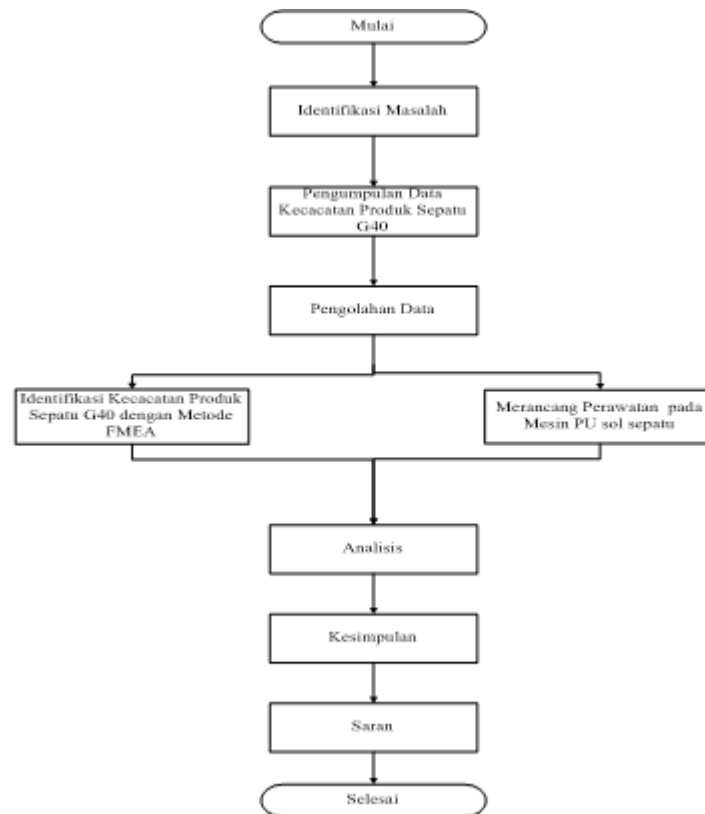 Mulai
Identifikasi Masalah
Pengumpulan Data
Kecacatan Produk Sepatu
G40
Pengolahan Data
Identifikasi Kecacatan Produk
Sepatu G40 dengan Metode
FMEA
Merancang Perawatan pada
Mesin PU sol sepatu
Analisis
Kesimpulan
Saran
Selesai